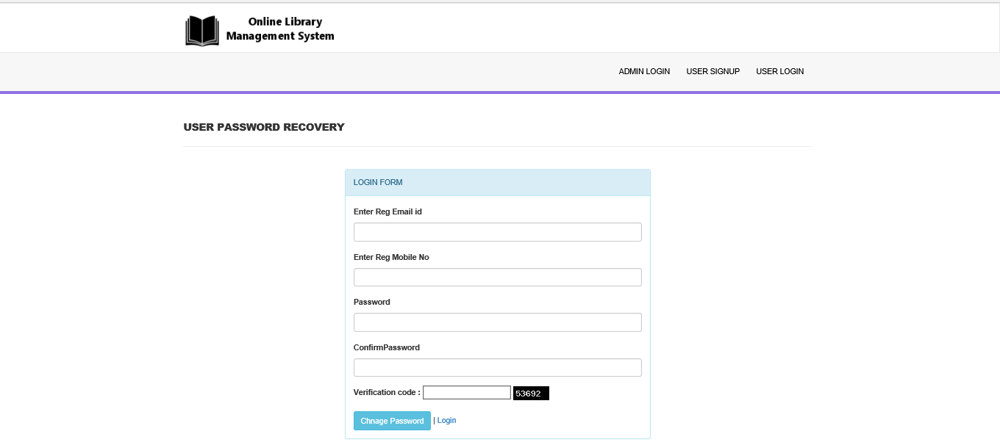 Online Library
Management System
ADMIN LOGIN USER SIGNUP USER LOGIN
USER PASSWORD RECOVERY
LOGIN FORM
Enter Reg Email id
Enter Reg Mobile No
Password
ConfirmPassword
Verification code : 53692
Chnage Password | Login